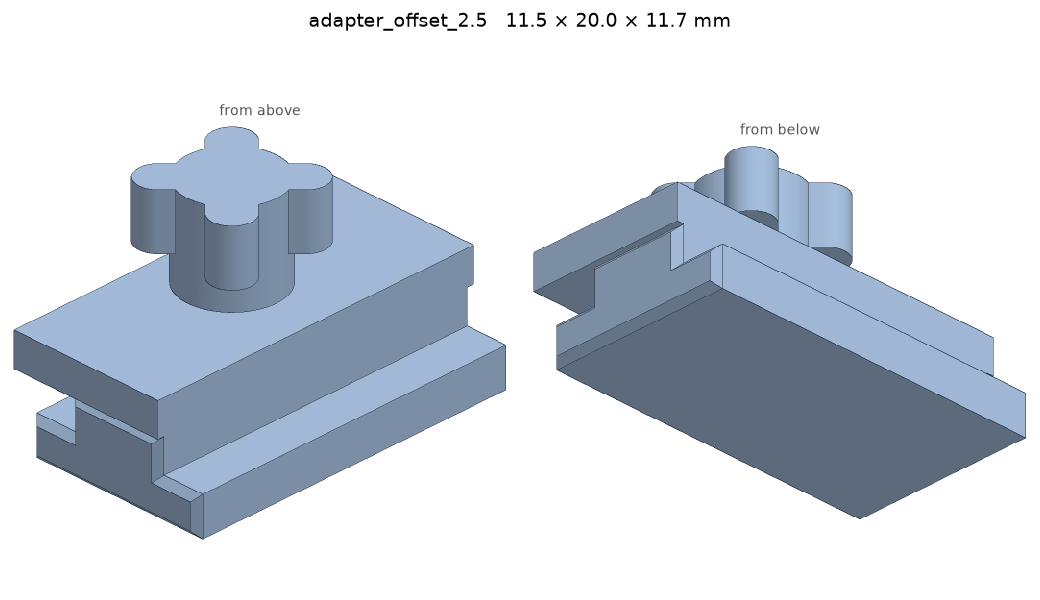 adapter_offset_2.5   11.5 × 20.0 × 11.7 mm
from above
from below